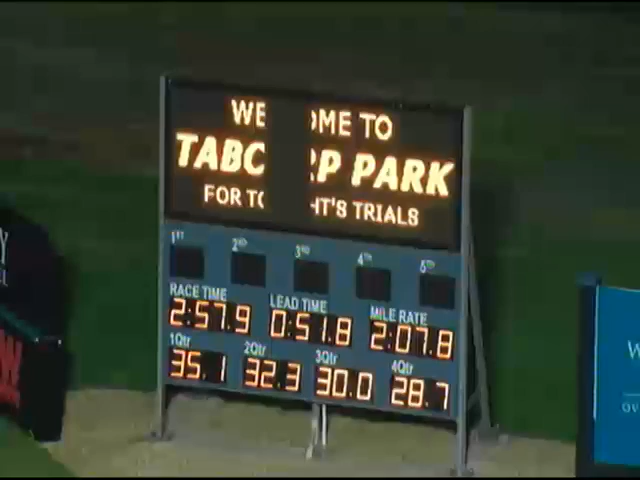 WE OME TO
TABC RP PARK
FOR TO HT'S TRIALS
1ST 2ND 3RD 4TH 5TH
RACE TIME LEAD TIME MILE RATE
2:57.9 0:51.8 2:07.8
1Qtr 2Qtr 3Qtr 4Qtr
35.1 32.3 30.0 28.7